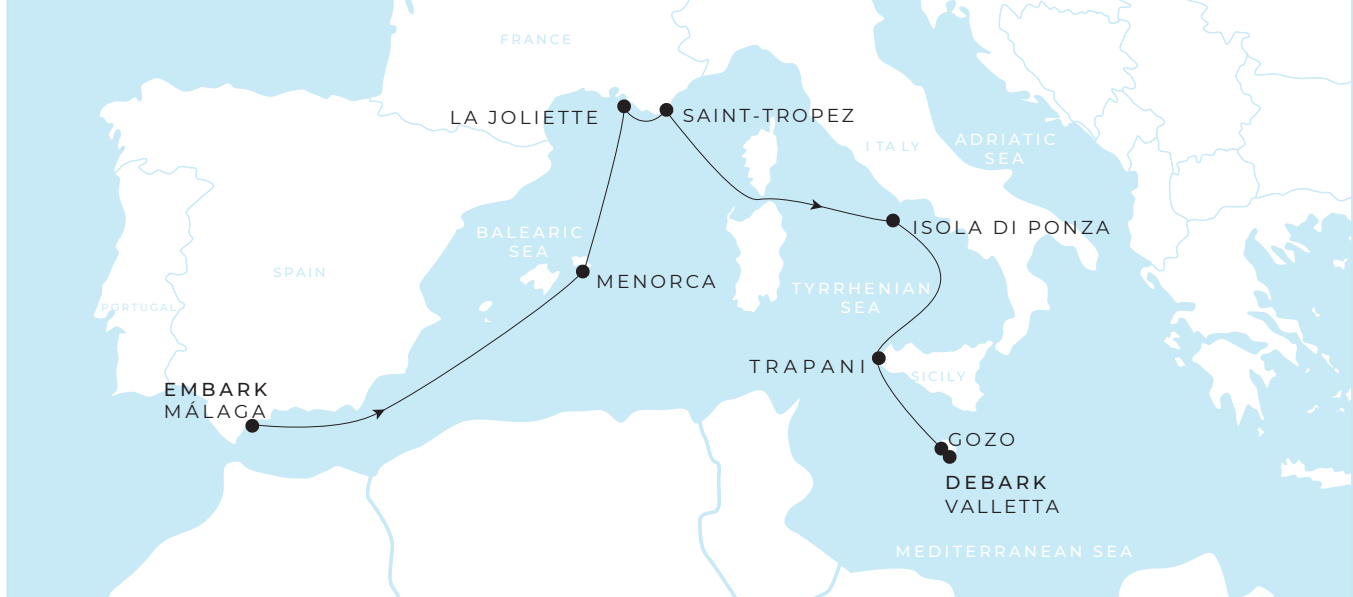 FRANCE
LA JOLIETTE
SAINT-TROPEZ
ITALY
ADRIATIC
SEA
BALEARIC
SEA
ISOLA DI PONZA
SPAIN
MENORCA
TYRRHENIAN
SEA
PORTUGAL
TRAPANI
SICILY
EMBARK
MÁLAGA
GOZO
DEBARK
VALLETTA
MEDITERRANEAN SEA